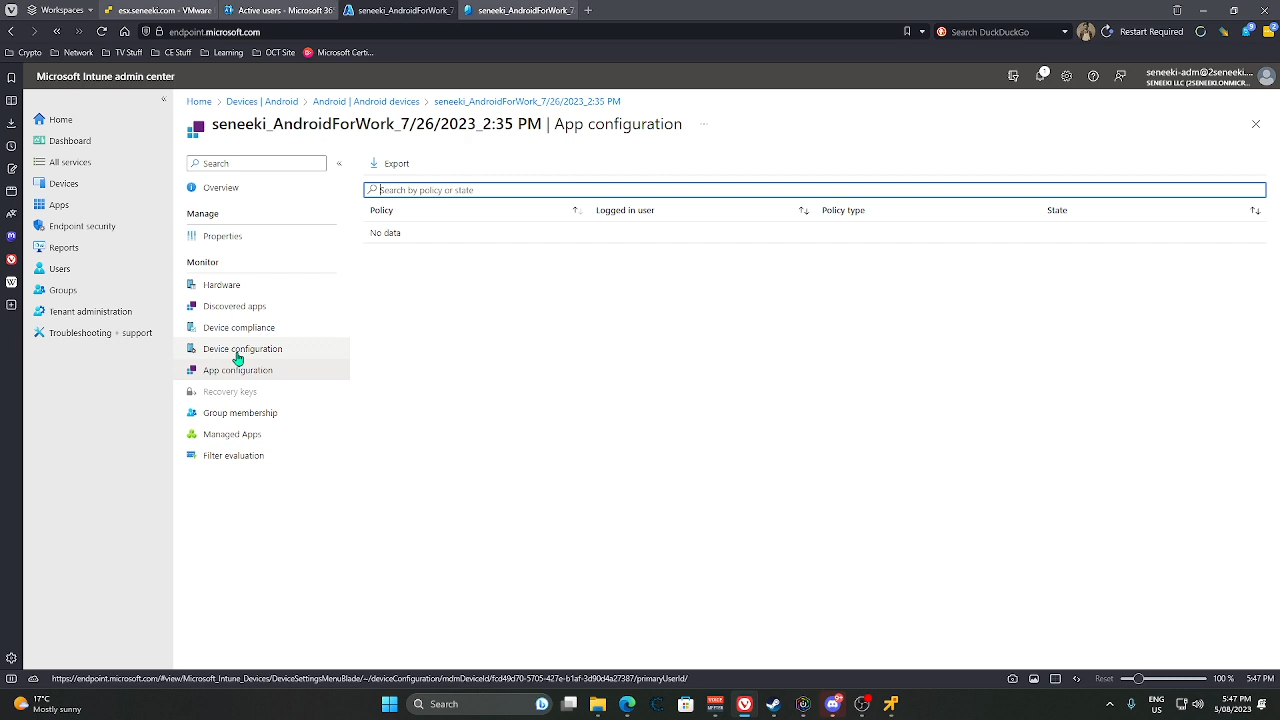 Workspaces
esx.seneeki.com - VMware
Active users - Microsoft 36
seneeki_AndroidForWork_7
seneeki_AndroidForWork_7
endpoint.microsoft.com
Search DuckDuckGo
Restart Required
9
2
Crypto
Network
TV Stuff
CE Stuff
Learning
OCT Site
Microsoft Certi...
Microsoft Intune admin center
1
seneeki-adm@2seneeki....
SENEEKI LLC (2SENEEKILONMICR...
Home > Devices | Android > Android | Android devices > seneeki_AndroidForWork_7/26/2023_2:35 PM
seneeki_AndroidForWork_7/26/2023_2:35 PM | App configuration ...
Home
Dashboard
All services
Devices
Apps
Endpoint security
Reports
Users
Groups
Tenant administration
Troubleshooting + support
Search
Overview
Manage
Properties
Monitor
Hardware
Discovered apps
Device compliance
Device configuration
App configuration
Recovery keys
Group membership
Managed Apps
Filter evaluation
Export
Search by policy or state
Policy
Logged in user
Policy type
State
No data
https://endpoint.microsoft.com/#view/Microsoft_Intune_Devices/DeviceSettingsMenuBlade/~/deviceConfiguration/mdmDeviceId/fcd49d70-5705-427e-b1af-3d90d4a27387/primaryUserId/
Reset
100 %
5:47 PM
17°C
Mostly sunny
Search
ENG
US
5:47 PM
5/08/2023